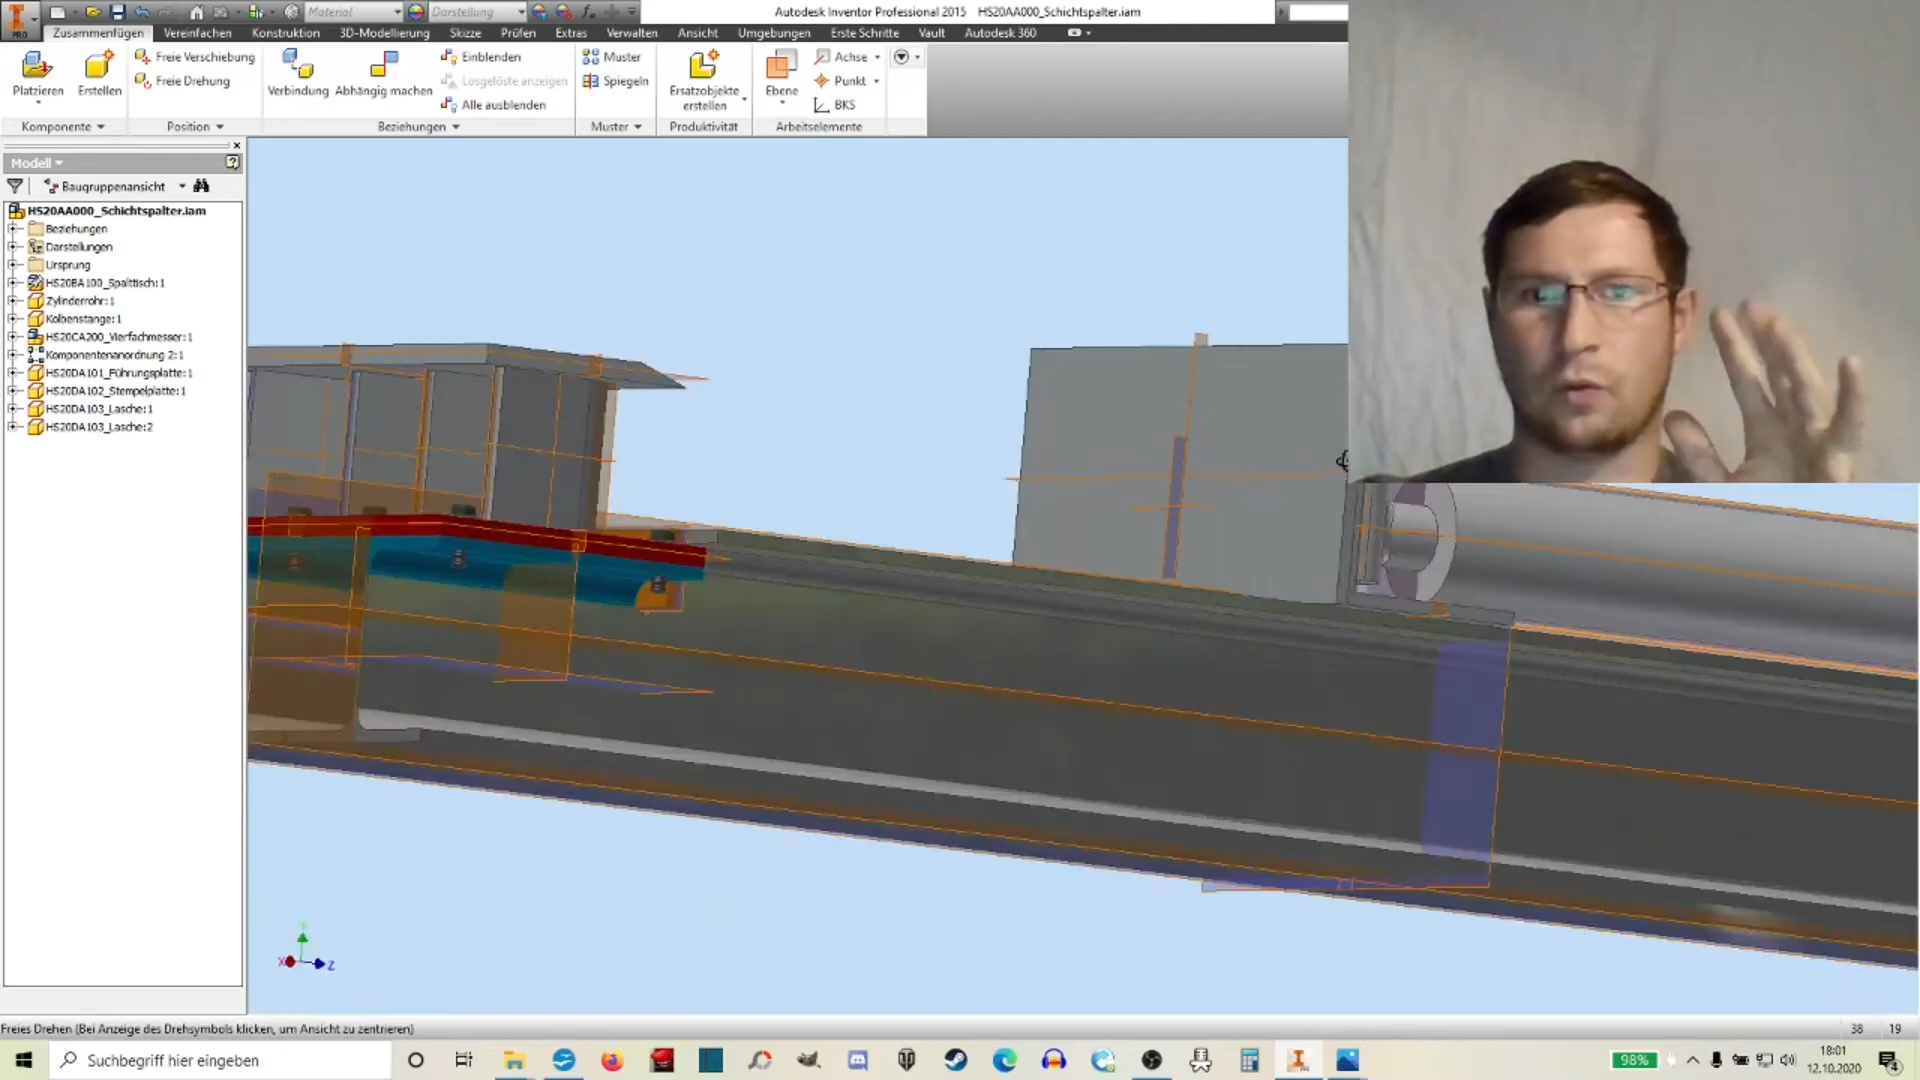 Material
Darstellung
Autodesk Inventor Professional 2015 HS20AA000_Schichtspalter.iam
PRO
Zusammenfügen Vereinfachen Konstruktion 3D-Modellierung Skizze Prüfen Extras Verwalten Ansicht Umgebungen Erste Schritte Vault Autodesk 360
Platzieren
Erstellen
Freie Verschiebung
Freie Drehung
Verbindung
Abhängig machen
Einblenden
Losgelöste anzeigen
Alle ausblenden
Muster
Spiegeln
Ersatzobjekte
erstellen
Ebene
Achse
Punkt
BKS
Komponente
Position
Beziehungen
Muster
Produktivität
Arbeitselemente
Modell
Baugruppenansicht
HS20AA000_Schichtspalter.iam
Beziehungen
Darstellungen
Ursprung
HS20BA100_Spalttisch:1
Zylinderrohr:1
Kolbenstange:1
HS20CA200_Vierfachmesser:1
Komponentenanordnung 2:1
HS20DA101_Führungsplatte:1
HS20DA102_Stempelplatte:1
HS20DA103_Lasche:1
HS20DA103_Lasche:2
X
Z
Freies Drehen (Bei Anzeige des Drehsymbols klicken, um Ansicht zu zentrieren)
38 19
Suchbegriff hier eingeben
98%
18:01
12.10.2020
4